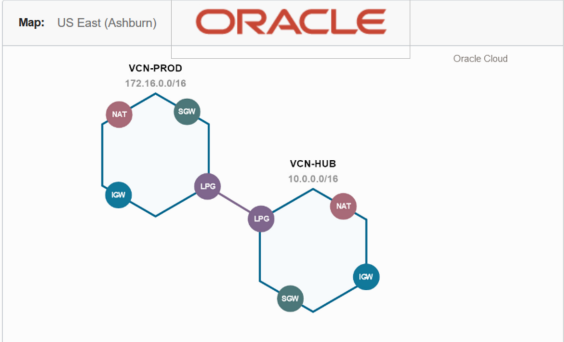 Map: US East (Ashburn)
ORACLE
Oracle Cloud
VCN-PROD
172.16.0.0/16
NAT
SGW
IGW
LPG
VCN-HUB
10.0.0.0/16
LPG
NAT
IGW
SGW